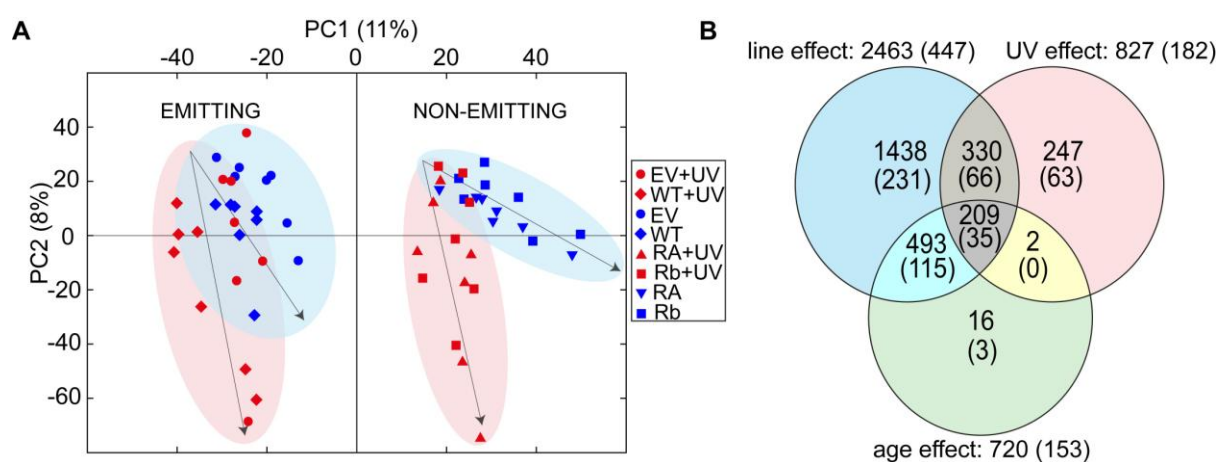 A
PC1 (11%)
-40 -20 20 40
EMITTING
NON-EMITTING
PC2 (8%)
40
20
0
-20
-40
-60
EV+UV
WT+UV
EV
WT
RA+UV
Rb+UV
RA
Rb
B
line effect: 2463 (447) UV effect: 827 (182)
1438
(231)
330
(66)
247
(63)
209
(35)
493
(115)
2
(0)
16
(3)
age effect: 720 (153)